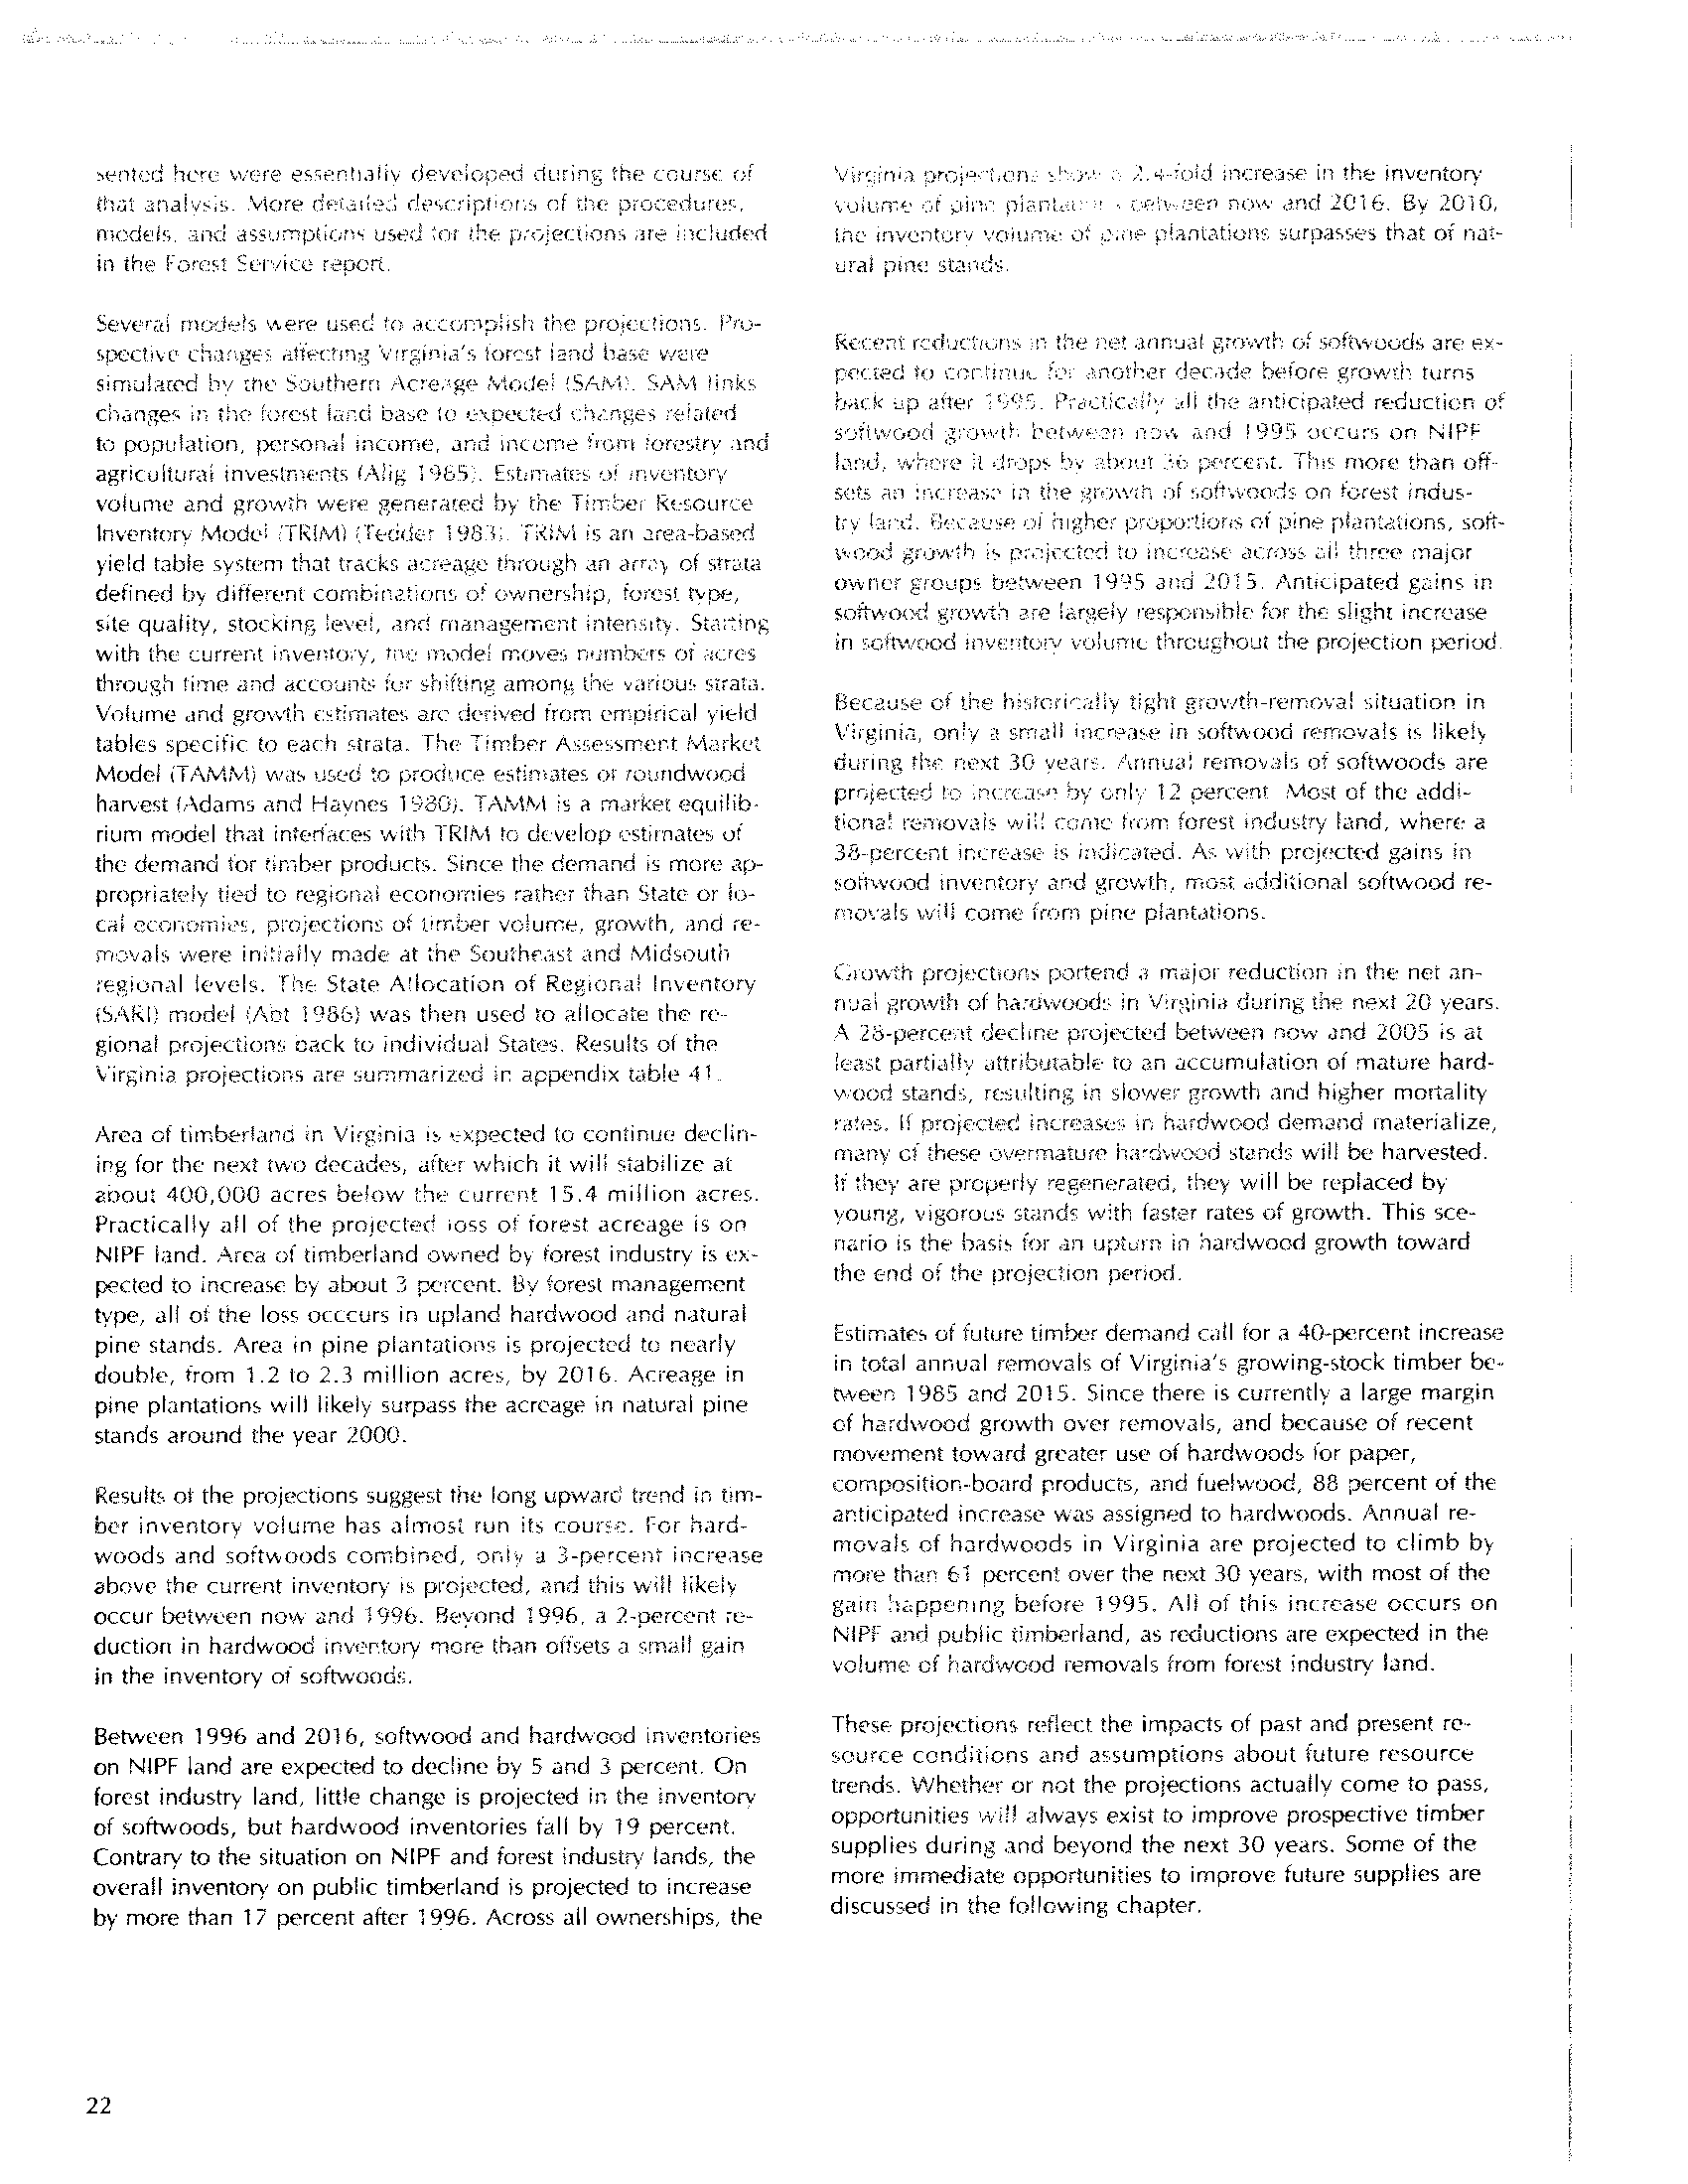 sented here were essentially developed during the course of
that analysis. More detailed descriptions of the procedures,
models, and assumptions used for the projections are included
in the Forest Service report.
Several models were used to accomplish the projections. Pro-
spective changes affecting Virginia's forest land base were
simulated by the Southern Acreage Model (SAM). SAM links
changes in the forest land base to expected changes related
to population, personal income, and income from forestry and
agricultural investments (Alig 1985). Estimates of inventory
volume and growth were generated by the Timber Resource
Inventory Model (TRIM) (Tedder 1983). TRIM is an area-based
yield table system that tracks acreage through an array of strata
defined by different combinations of ownership, forest type,
site quality, stocking level, and management intensity. Starting
with the current inventory, the model moves numbers of acres
through time and accounts for shifting among the various strata.
Volume and growth estimates are derived from empirical yield
tables specific to each strata. The Timber Assessment Market
Model (TAMM) was used to produce estimates of roundwood
harvest (Adams and Haynes 1980). TAMM is a market equilib-
rium model that interfaces with TRIM to develop estimates of
the demand for timber products. Since the demand is more ap-
propriately tied to regional economies rather than State or lo-
cal economies, projections of timber volume, growth, and re-
movals were initially made at the Southeast and Midsouth
regional levels. The State Allocation of Regional Inventory
(SARI) model (Abt 1986) was then used to allocate the re-
gional projections back to individual States. Results of the
Virginia projections are summarized in appendix table 41.
Area of timberland in Virginia is expected to continue declin-
ing for the next two decades, after which it will stabilize at
about 400,000 acres below the current 15.4 million acres.
Practically all of the projected loss of forest acreage is on
NIPF land. Area of timberland owned by forest industry is ex-
pected to increase by about 3 percent. By forest management
type, all of the loss occcurs in upland hardwood and natural
pine stands. Area in pine plantations is projected to nearly
double, from 1.2 to 2.3 million acres, by 2016. Acreage in
pine plantations will likely surpass the acreage in natural pine
stands around the year 2000.
Results of the projections suggest the long upward trend in tim-
ber inventory volume has almost run its course. For hard-
woods and softwoods combined, only a 3-percent increase
above the current inventory is projected, and this will likely
occur between now and 1996. Beyond 1996, a 2-percent re-
duction in hardwood inventory more than offsets a small gain
in the inventory of softwoods.
Between 1996 and 2016, softwood and hardwood inventories
on NIPF land are expected to decline by 5 and 3 percent. On
forest industry land, little change is projected in the inventory
of softwoods, but hardwood inventories fall by 19 percent.
Contrary to the situation on NIPF and forest industry lands, the
overall inventory on public timberland is projected to increase
by more than 17 percent after 1996. Across all ownerships, the
Virginia projections show a 2.4-fold increase in the inventory
volume of pine plantations between now and 2016. By 2010,
the inventory volume of pine plantations surpasses that of nat-
ural pine stands.
Recent reductions in the net annual growth of softwoods are ex-
pected to continue for another decade before growth turns
back up after 1995. Practically all the anticipated reduction of
softwood growth between now and 1995 occurs on NIPF
land, where it drops by about 36 percent. This more than off-
sets an increase in the growth of softwoods on forest indus-
try land. Because of higher proportions of pine plantations, soft-
wood growth is projected to increase across all three major
owner groups between 1995 and 2015. Anticipated gains in
softwood growth are largely responsible for the slight increase
in softwood inventory volume throughout the projection period.
Because of the historically tight growth-removal situation in
Virginia, only a small increase in softwood removals is likely
during the next 30 years. Annual removals of softwoods are
projected to increase by only 12 percent. Most of the addi-
tional removals will come from forest industry land, where a
38-percent increase is indicated. As with projected gains in
softwood inventory and growth, most additional softwood re-
movals will come from pine plantations.
Growth projections portend a major reduction in the net an-
nual growth of hardwoods in Virginia during the next 20 years.
A 28-percent decline projected between now and 2005 is at
least partially attributable to an accumulation of mature hard-
wood stands, resulting in slower growth and higher mortality
rates. If projected increases in hardwood demand materialize,
many of these overmature hardwood stands will be harvested.
If they are properly regenerated, they will be replaced by
young, vigorous stands with faster rates of growth. This sce-
nario is the basis for an upturn in hardwood growth toward
the end of the projection period.
Estimates of future timber demand call for a 40-percent increase
in total annual removals of Virginia's growing-stock timber be-
tween 1985 and 2015. Since there is currently a large margin
of hardwood growth over removals, and because of recent
movement toward greater use of hardwoods for paper,
composition-board products, and fuelwood, 88 percent of the
anticipated increase was assigned to hardwoods. Annual re-
movals of hardwoods in Virginia are projected to climb by
more than 61 percent over the next 30 years, with most of the
gain happening before 1995. All of this increase occurs on
NIPF and public timberland, as reductions are expected in the
volume of hardwood removals from forest industry land.
These projections reflect the impacts of past and present re-
source conditions and assumptions about future resource
trends. Whether or not the projections actually come to pass,
opportunities will always exist to improve prospective timber
supplies during and beyond the next 30 years. Some of the
more immediate opportunities to improve future supplies are
discussed in the following chapter.
22